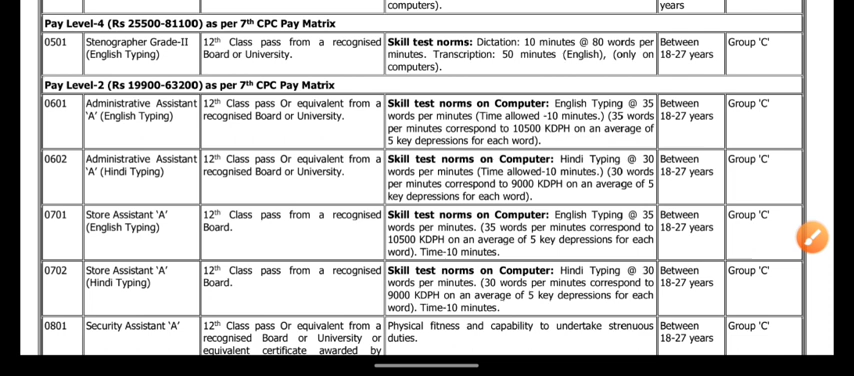 computers). years
Pay Level-4 (Rs 25500-81100) as per 7th CPC Pay Matrix
0501 Stenographer Grade-II 12th Class pass from a recognised Skill test norms: Dictation: 10 minutes @ 80 words per Between Group 'C'
(English Typing) Board or University. minutes. Transcription: 50 minutes (English), (only on 18-27 years
computers).
Pay Level-2 (Rs 19900-63200) as per 7th CPC Pay Matrix
0601 Administrative Assistant 12th Class pass Or equivalent from a Skill test norms on Computer: English Typing @ 35 Between Group 'C'
'A' (English Typing) recognised Board or University. words per minutes (Time allowed -10 minutes.) (35 words 18-27 years
per minutes correspond to 10500 KDPH on an average of
5 key depressions for each word).
0602 Administrative Assistant 12th Class pass Or equivalent from a Skill test norms on Computer: Hindi Typing @ 30 Between Group 'C'
'A' (Hindi Typing) recognised Board or University. words per minutes (Time allowed-10 minutes.) (30 words 18-27 years
per minutes correspond to 9000 KDPH on an average of 5
key depressions for each word).
0701 Store Assistant 'A' 12th Class pass from a recognised Skill test norms on Computer: English Typing @ 35 Between Group 'C'
(English Typing) Board. words per minutes. (35 words per minutes correspond to 18-27 years
10500 KDPH on an average of 5 key depressions for each
word). Time-10 minutes.
0702 Store Assistant 'A' 12th Class pass from a recognised Skill test norms on Computer: Hindi Typing @ 30 Between Group 'C'
(Hindi Typing) Board. words per minutes. (30 words per minutes correspond to 18-27 years
9000 KDPH on an average of 5 key depressions for each
word). Time-10 minutes.
0801 Security Assistant 'A' 12th Class pass Or equivalent from a Physical fitness and capability to undertake strenuous Between Group 'C'
recognised Board or University or duties. 18-27 years
equivalent certificate awarded by